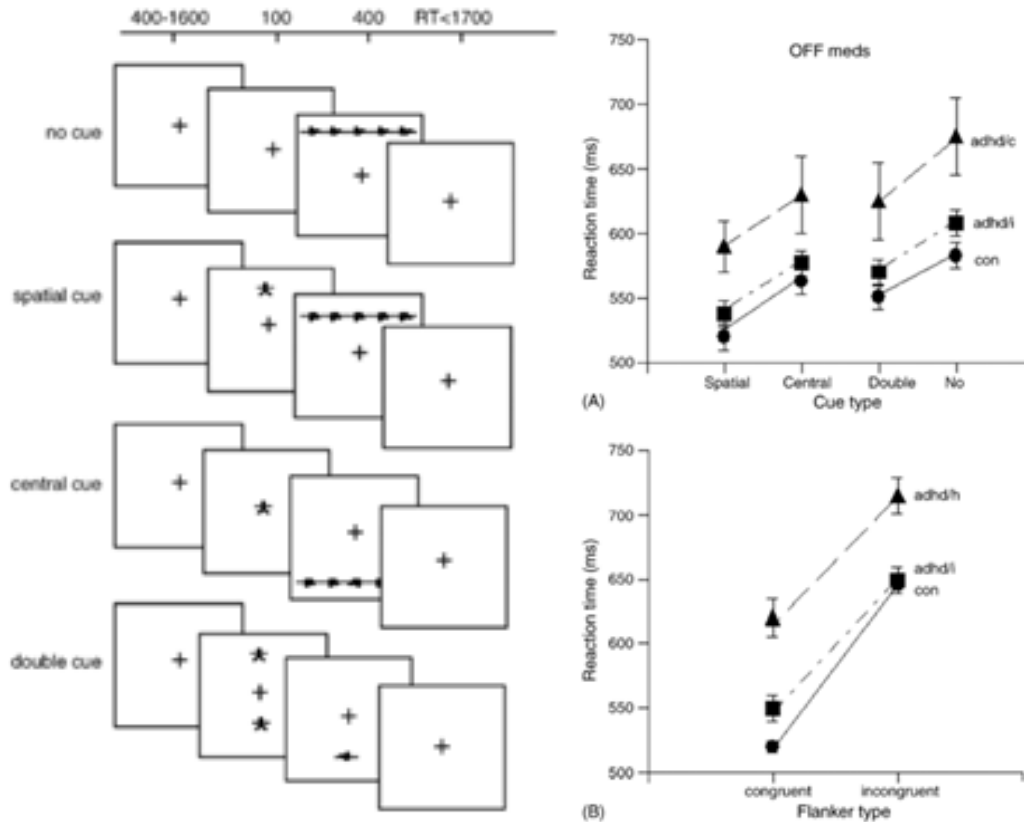 400-1600 100 400 RT<1700
no cue
spatial cue
central cue
double cue
OFF meds
750
700
650
600
550
500
Reaction time (ms)
adhd/c
adhd/i
con
Spatial Central Double No
Cue type
(A)
750
700
650
600
550
500
Reaction time (ms)
adhd/h
adhd/i
con
congruent incongruent
Flanker type
(B)